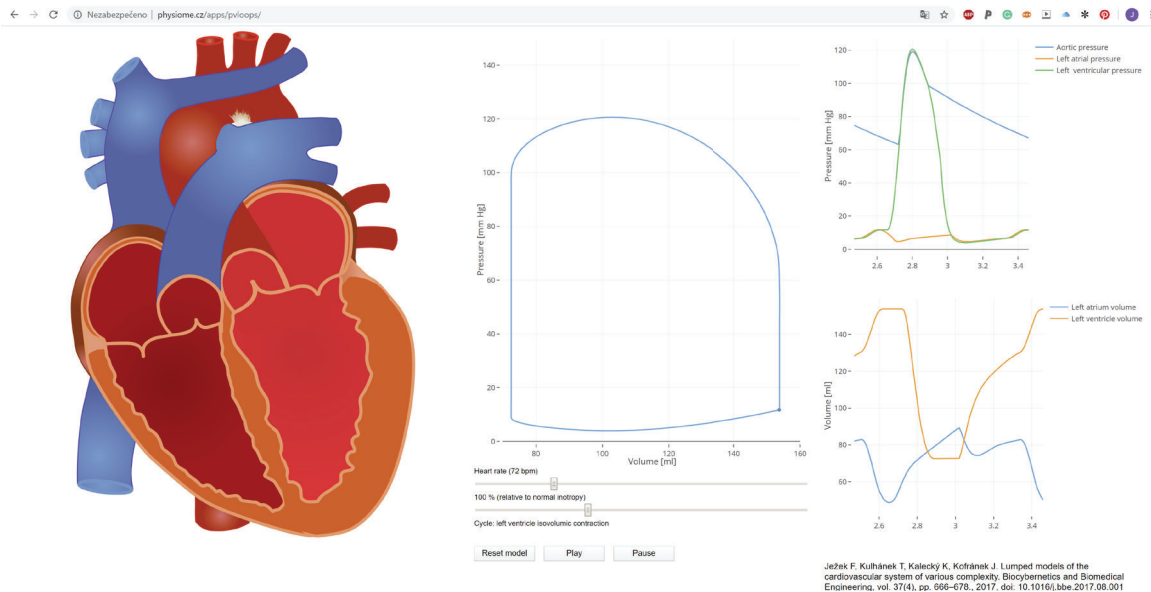 Nezabezpečeno | physiome.cz/apps/pvloops/
ABP
P
G
J
140
120
100
80
60
40
20
0
Pressure [mm Hg]
80
100
120
140
160
Volume [ml]
Heart rate (72 bpm)
100 % (relative to normal inotropy)
Cycle: left ventricle isovolumic contraction
Reset model
Play
Pause
Aortic pressure
Left atrial pressure
Left ventricular pressure
120
100
80
60
40
20
0
Pressure [mm Hg]
2.6
2.8
3
3.2
3.4
Left atrium volume
Left ventricle volume
140
120
100
80
60
Volume [ml]
2.6
2.8
3
3.2
3.4
Ježek F, Kulhánek T, Kalecký K, Kofránek J. Lumped models of the
cardiovascular system of various complexity. Biocybernetics and Biomedical
Engineering, vol. 37(4), pp. 666–678., 2017. doi: 10.1016/j.bbe.2017.08.001